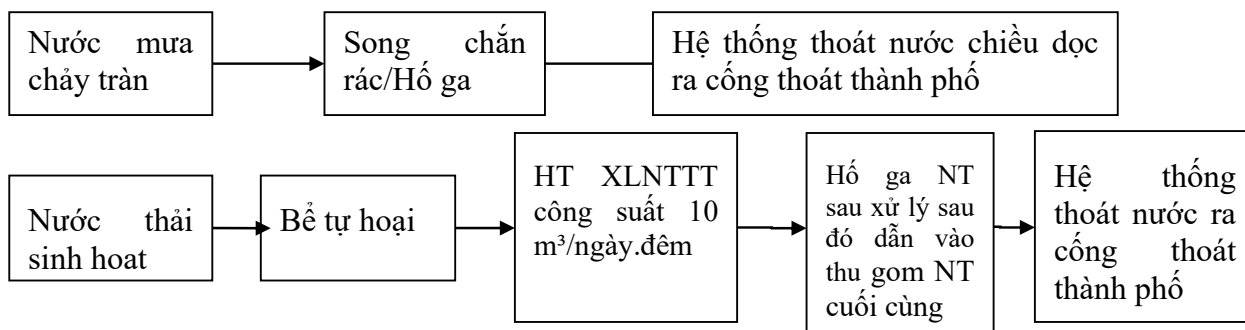 Nước mưa
chảy tràn
Song chắn
rác/Hố ga
Hệ thống thoát nước chiều dọc
ra cống thoát thành phố
Nước thải
sinh hoat
Bể tự hoại
HT XLNTTT
công suất 10
m³/ngày.đêm
Hố ga NT
sau xử lý sau
đó dẫn vào
thu gom NT
cuối cùng
Hệ thống
thoát nước ra
cống thoát
thành phố